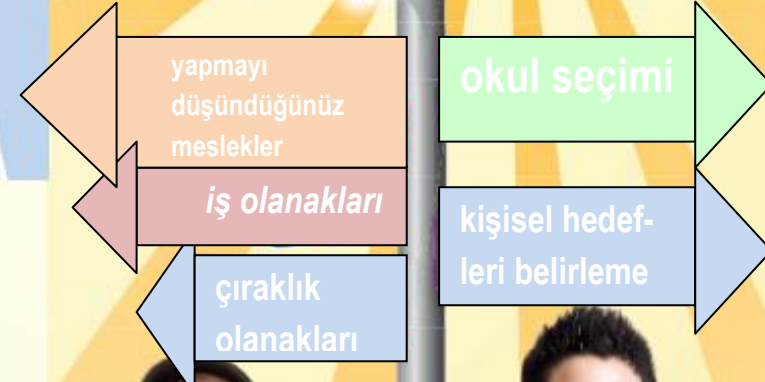 yapmayı
düşündüğünüz
meslekler
iş olanakları
çıraklık
olanakları
okul seçimi
kişisel hedef-
leri belirleme